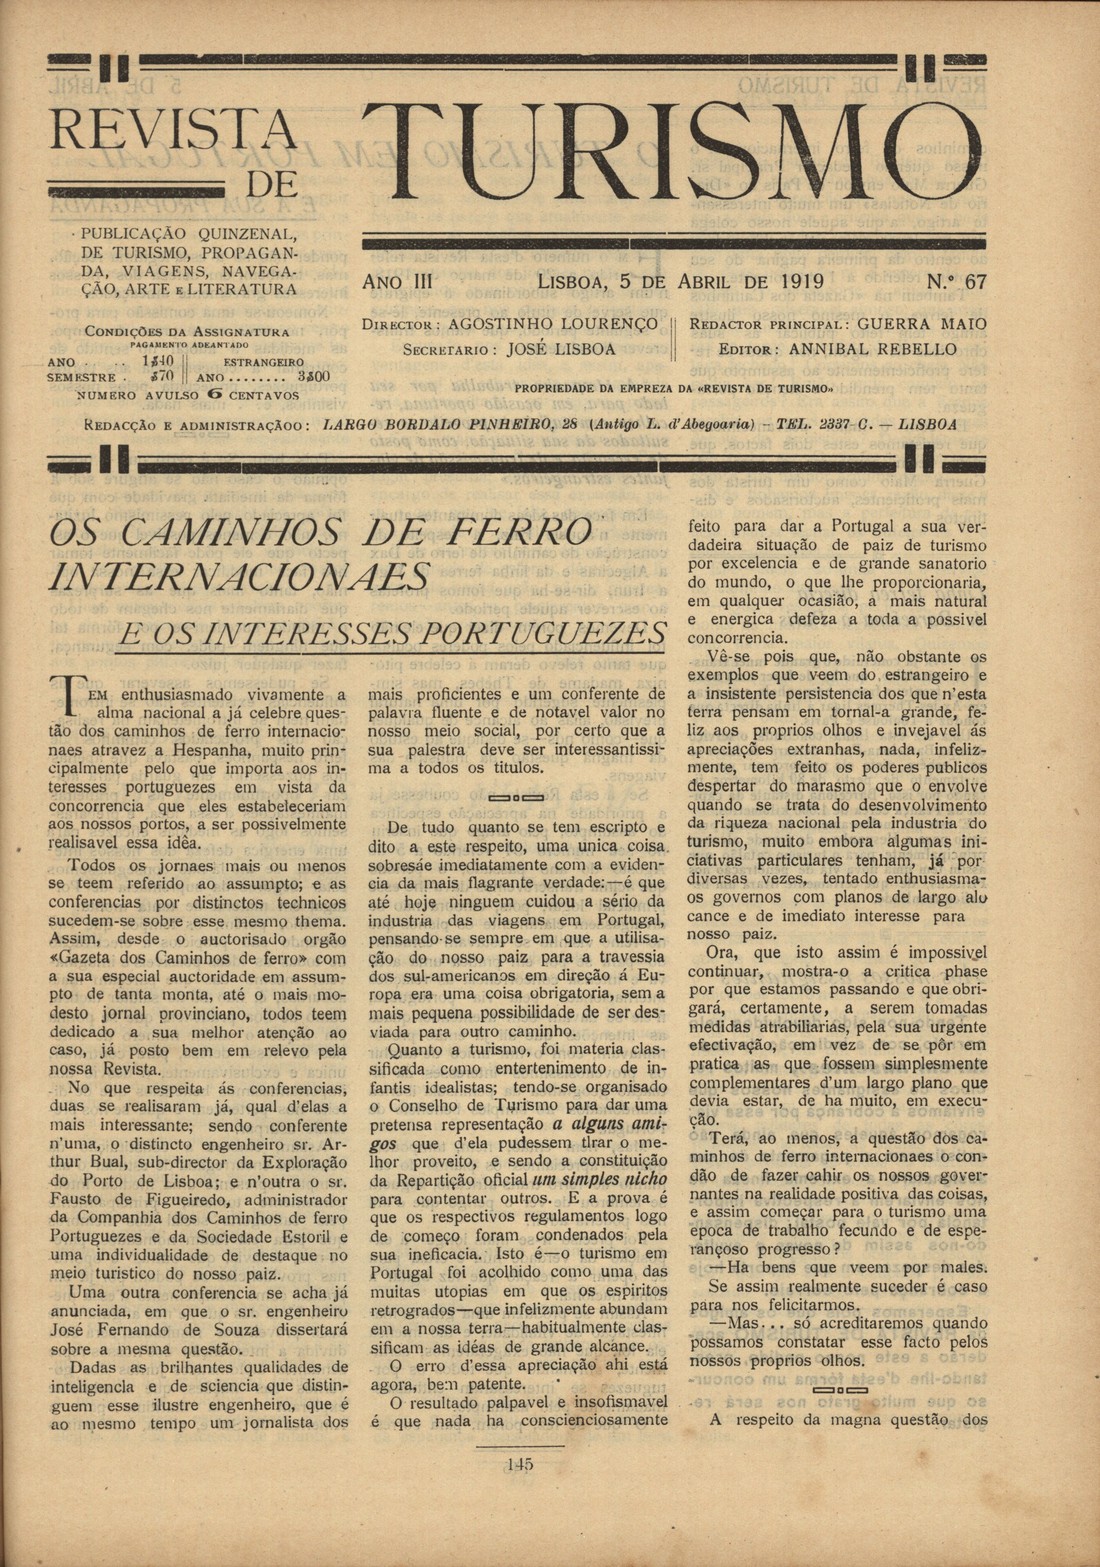 REVISTA
DE
TURISMO
PUBLICAÇÃO QUINZENAL,
DE TURISMO, PROPAGAN-
DA, VIAGENS, NAVEGA-
ÇÃO, ARTE E LITERATURA
CONDIÇÕES DA ASSIGNATURA
PAGAMENTO ADEANTADO
ANO . .. 1$40 || ESTRANGEIRO
SEMESTRE . $70 || ANO ........ 3$00
NUMERO AVULSO 6 CENTAVOS
ANO III LISBOA, 5 DE ABRIL DE 1919 N.º 67
DIRECTOR: AGOSTINHO LOURENÇO
SECRETARIO: JOSÉ LISBOA
REDACTOR PRINCIPAL: GUERRA MAIO
EDITOR: ANNIBAL REBELLO
PROPRIEDADE DA EMPREZA DA «REVISTA DE TURISMO»
REDACÇÃO E ADMINISTRAÇÃOO: LARGO BORDALO PINHEIRO, 28 (Antigo L. d'Abegoaria) - TEL. 2337 C. — LISBOA
OS CAMINHOS DE FERRO
INTERNACIONAES
E OS INTERESSES PORTUGUEZES
TEM enthusiasmado vivamente a
alma nacional a já celebre ques-
tão dos caminhos de ferro internacio-
naes atravez a Hespanha, muito prin-
cipalmente pelo que importa aos in-
teresses portuguezes em vista da
concorrencia que eles estabeleceriam
aos nossos portos, a ser possivelmente
realisavel essa idêa.
Todos os jornaes mais ou menos
se teem referido ao assumpto; e as
conferencias por distinctos technicos
sucedem-se sobre esse mesmo thema.
Assim, desde o auctorisado orgão
«Gazeta dos Caminhos de ferro» com
a sua especial auctoridade em assum-
pto de tanta monta, até o mais mo-
desto jornal provinciano, todos teem
dedicado a sua melhor atenção ao
caso, já posto bem em relevo pela
nossa Revista.
No que respeita ás conferencias,
duas se realisaram já, qual d'elas a
mais interessante; sendo conferente
n'uma, o distincto engenheiro sr. Ar-
thur Bual, sub-director da Exploração
do Porto de Lisboa; e n'outra o sr.
Fausto de Figueiredo, administrador
da Companhia dos Caminhos de ferro
Portuguezes e da Sociedade Estoril e
uma individualidade de destaque no
meio turistico do nosso paiz.
Uma outra conferencia se acha já
anunciada, em que o sr. engenheiro
José Fernando de Souza dissertará
sobre a mesma questão.
Dadas as brilhantes qualidades de
inteligencia e de sciencia que distin-
guem esse ilustre engenheiro, que é
ao mesmo tempo um jornalista dos
mais proficientes e um conferente de
palavra fluente e de notavel valor no
nosso meio social, por certo que a
sua palestra deve ser interessantissi-
ma a todos os titulos.
De tudo quanto se tem escripto e
dito a este respeito, uma unica coisa
sobresáe imediatamente com a eviden-
cia da mais flagrante verdade:—é que
até hoje ninguem cuidou a sério da
industria das viagens em Portugal,
pensando-se sempre em que a utilisa-
ção do nosso paiz para a travessia
dos sul-americanos em direção á Eu-
ropa era uma coisa obrigatoria, sem a
mais pequena possibilidade de ser des-
viada para outro caminho.
Quanto a turismo, foi materia clas-
sificada como entertenimento de in-
fantis idealistas; tendo-se organisado
o Conselho de Turismo para dar uma
pretensa representação a alguns ami-
gos que d'ela pudessem tirar o me-
lhor proveito, e sendo a constituição
da Repartição oficial um simples nicho
para contentar outros. E a prova é
que os respectivos regulamentos logo
de começo foram condenados pela
sua ineficacia. Isto é—o turismo em
Portugal foi acolhido como uma das
muitas utopias em que os espiritos
retrogrados—que infelizmente abundam
em a nossa terra—habitualmente clas-
sificam as idéas de grande alcance.
O erro d'essa apreciação ahi está
agora, bem patente.
O resultado palpavel e insofismavel
é que nada ha conscienciosamente
feito para dar a Portugal a sua ver-
dadeira situação de paiz de turismo
por excelencia e de grande sanatorio
do mundo, o que lhe proporcionaria,
em qualquer ocasião, a mais natural
e energica defeza a toda a possivel
concorrencia.
Vê-se pois que, não obstante os
exemplos que veem do estrangeiro e
a insistente persistencia dos que n'esta
terra pensam em tornal-a grande, fe-
liz aos proprios olhos e invejavel ás
apreciações extranhas, nada, infeliz-
mente, tem feito os poderes publicos
despertar do marasmo que o envolve
quando se trata do desenvolvimento
da riqueza nacional pela industria do
turismo, muito embora algumas ini-
ciativas particulares tenham, já por
diversas vezes, tentado enthusiasma-
os governos com planos de largo alu
cance e de imediato interesse para
nosso paiz.
Ora, que isto assim é impossivel
continuar, mostra-o a critica phase
por que estamos passando e que obri-
gará, certamente, a serem tomadas
medidas atrabiliarias, pela sua urgente
efectivação, em vez de se pôr em
pratica as que fossem simplesmente
complementares d'um largo plano que
devia estar, de ha muito, em execu-
ção.
Terá, ao menos, a questão dos ca-
minhos de ferro internacionaes o con-
dão de fazer cahir os nossos gover-
nantes na realidade positiva das coisas,
e assim começar para o turismo uma
epoca de trabalho fecundo e de espe-
rançoso progresso?
—Ha bens que veem por males.
Se assim realmente suceder é caso
para nos felicitarmos.
—Mas... só acreditaremos quando
possamos constatar esse facto pelos
nossos proprios olhos.
A respeito da magna questão dos
145